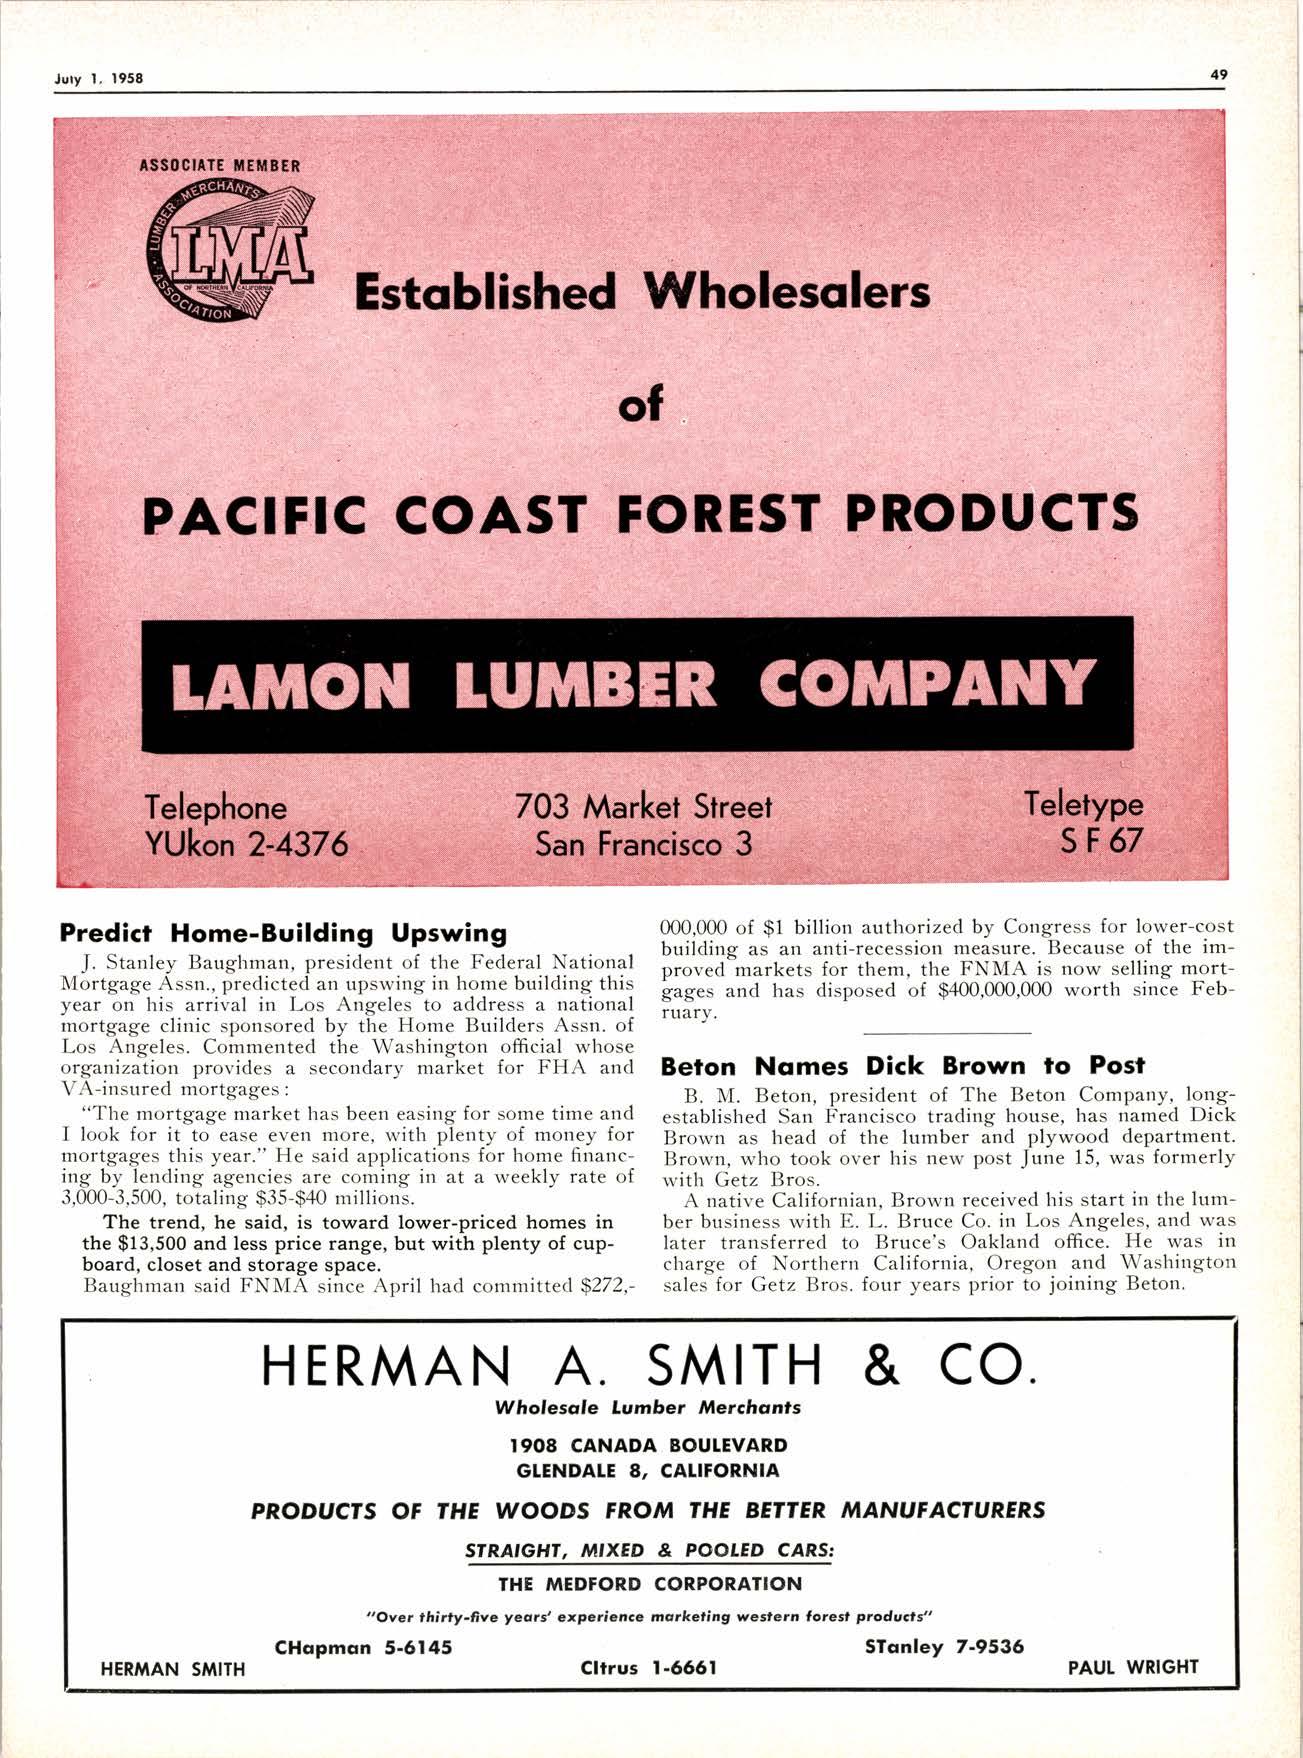 July 1, 1958
49
ASSOCIATE MEMBER
LUMBER MERCHANTS
LMA
OF NORTHERN CALIFORNIA
ASSOCIATION
Established Wholesalers
of
PACIFIC COAST FOREST PRODUCTS
LAMON LUMBER COMPANY
Telephone
YUkon 2-4376
703 Market Street
San Francisco 3
Teletype
S F 67
Predict Home-Building Upswing
J. Stanley Baughman, president of the Federal National
Mortgage Assn., predicted an upswing in home building this
year on his arrival in Los Angeles to address a national
mortgage clinic sponsored by the Home Builders Assn. of
Los Angeles. Commented the Washington official whose
organization provides a secondary market for FHA and
VA-insured mortgages:
"The mortgage market has been easing for some time and
I look for it to ease even more, with plenty of money for
mortgages this year." He said applications for home financ-
ing by lending agencies are coming in at a weekly rate of
3,000-3,500, totaling $35-$40 millions.
The trend, he said, is toward lower-priced homes in
the $13,500 and less price range, but with plenty of cup-
board, closet and storage space.
Baughman said FNMA since April had committed $272,-
000,000 of $1 billion authorized by Congress for lower-cost
building as an anti-recession measure. Because of the im-
proved markets for them, the FNMA is now selling mort-
gages and has disposed of $400,000,000 worth since Feb-
ruary.
Beton Names Dick Brown to Post
B. M. Beton, president of The Beton Company, long-
established San Francisco trading house, has named Dick
Brown as head of the lumber and plywood department.
Brown, who took over his new post June 15, was formerly
with Getz Bros.
A native Californian, Brown received his start in the lum-
ber business with E. L. Bruce Co. in Los Angeles, and was
later transferred to Bruce's Oakland office. He was in
charge of Northern California, Oregon and Washington
sales for Getz Bros. four years prior to joining Beton.
HERMAN A. SMITH & CO.
Wholesale Lumber Merchants
1908 CANADA BOULEVARD
GLENDALE 8, CALIFORNIA
PRODUCTS OF THE WOODS FROM THE BETTER MANUFACTURERS
STRAIGHT, MIXED & POOLED CARS:
THE MEDFORD CORPORATION
"Over thirty-five years' experience marketing western forest products"
CHapman 5-6145
STanley 7-9536
HERMAN SMITH
CItrus 1-6661
PAUL WRIGHT